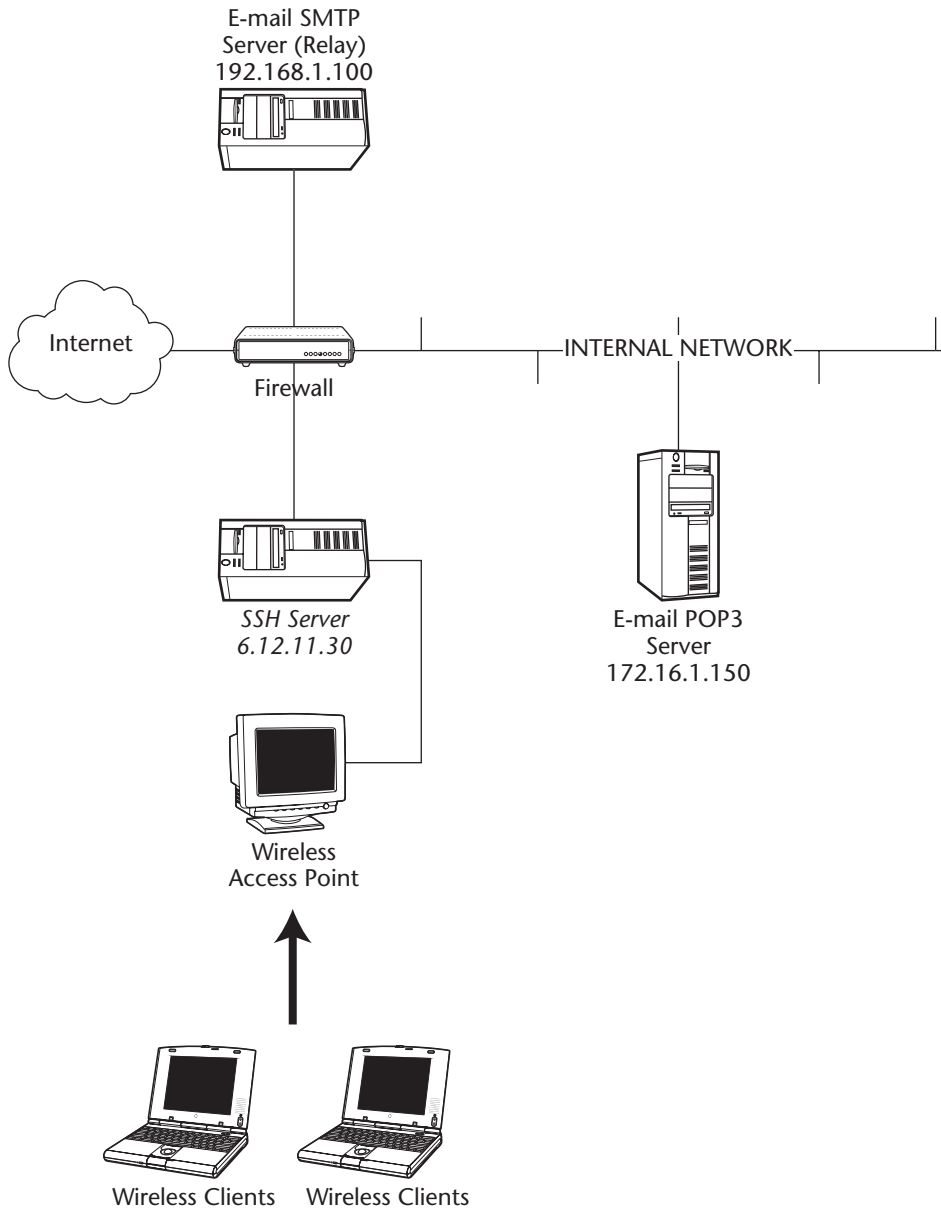 E-mail SMTP
Server (Relay)
192.168.1.100
Internet
Firewall
INTERNAL NETWORK
SSH Server
6.12.11.30
E-mail POP3
Server
172.16.1.150
Wireless
Access Point
Wireless Clients
Wireless Clients